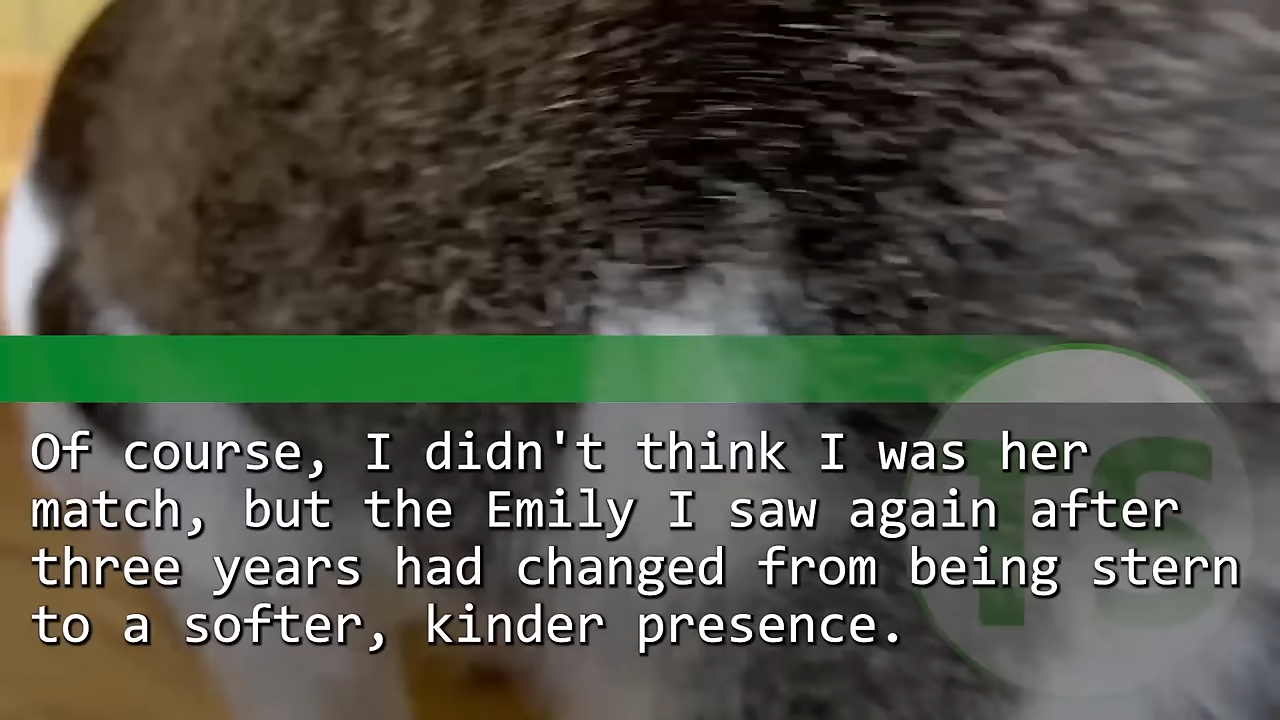 Of course, I didn't think I was her
match, but the Emily I saw again after
three years had changed from being stern
to a softer, kinder presence.
TS